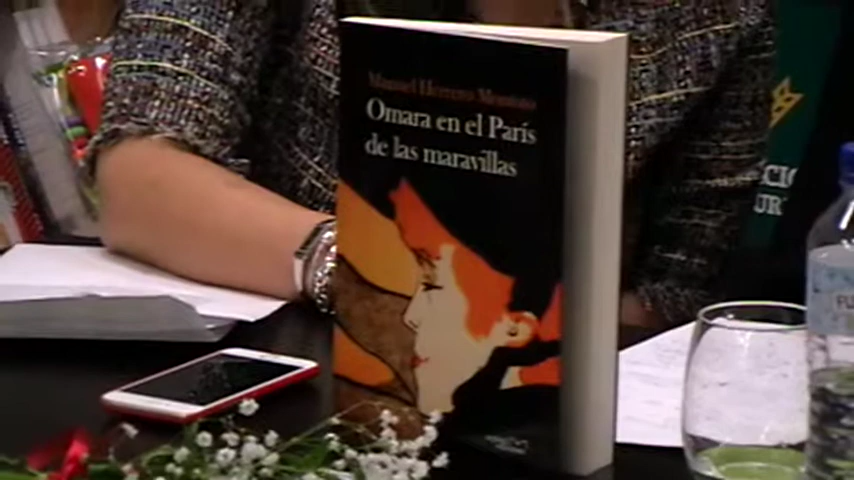 Manuel Herrero Montoto
Omara en el París
de las maravillas